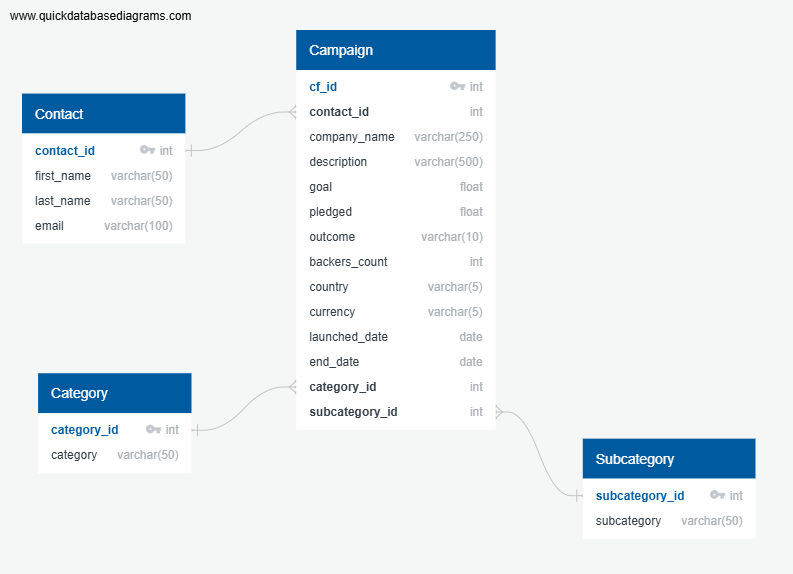 www.quickdatabasediagrams.com
Campaign
cf_id int
contact_id int
company_name varchar(250)
description varchar(500)
goal float
pledged float
outcome varchar(10)
backers_count int
country varchar(5)
currency varchar(5)
launched_date date
end_date date
category_id int
subcategory_id int
Contact
contact_id int
first_name varchar(50)
last_name varchar(50)
email varchar(100)
Category
category_id int
category varchar(50)
Subcategory
subcategory_id int
subcategory varchar(50)